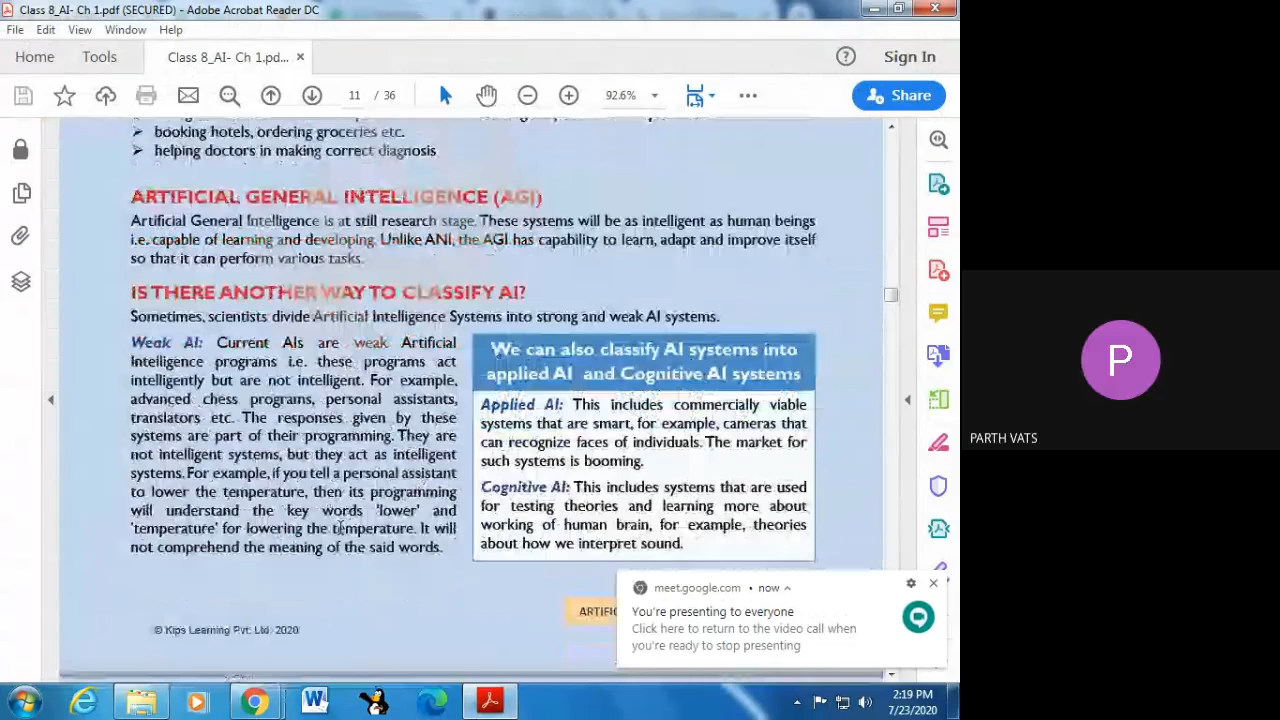 Class 8_AI- Ch 1.pdf (SECURED) - Adobe Acrobat Reader DC
File Edit View Window Help
Home Tools Class 8_AI- Ch 1.pd... × Sign In
11 / 36 92.6% Share
booking hotels, ordering groceries etc.
helping doctors in making correct diagnosis
ARTIFICIAL GENERAL INTELLIGENCE (AGI)
Artificial General Intelligence is at still research stage. These systems will be as intelligent as human beings
i.e. capable of learning and developing. Unlike ANI, the AGI has capability to learn, adapt and improve itself
so that it can perform various tasks.
IS THERE ANOTHER WAY TO CLASSIFY AI?
Sometimes, scientists divide Artificial Intelligence Systems into strong and weak AI systems.
Weak AI: Current AIs are weak Artificial
Intelligence programs i.e. these programs act
intelligently but are not intelligent. For example,
advanced chess programs, personal assistants,
translators etc. The responses given by these
systems are part of their programming. They are
not intelligent systems, but they act as intelligent
systems. For example, if you tell a personal assistant
to lower the temperature, then its programming
will understand the key words 'lower' and
'temperature' for lowering the temperature. It will
not comprehend the meaning of the said words.
We can also classify AI systems into
applied AI and Cognitive AI systems
Applied AI: This includes commercially viable
systems that are smart, for example, cameras that
can recognize faces of individuals. The market for
such systems is booming.
Cognitive AI: This includes systems that are used
for testing theories and learning more about
working of human brain, for example, theories
about how we interpret sound.
© Kips Learning Pvt. Ltd. 2020
meet.google.com • now
You're presenting to everyone
Click here to return to the video call when
you're ready to stop presenting
P
PARTH VATS
2:19 PM
7/23/2020